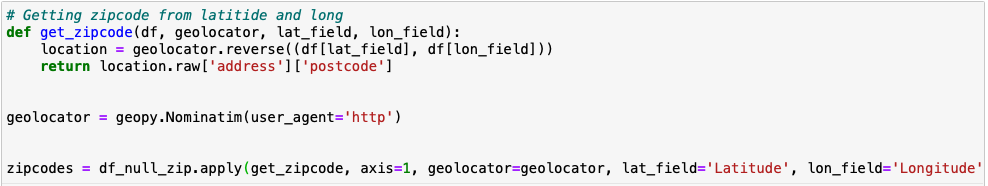 # Getting zipcode from latitide and long
def get_zipcode(df, geolocator, lat_field, lon_field):
    location = geolocator.reverse((df[lat_field], df[lon_field]))
    return location.raw['address']['postcode']
geolocator = geopy.Nominatim(user_agent='http')
zipcodes = df_null_zip.apply(get_zipcode, axis=1, geolocator=geolocator, lat_field='Latitude', lon_field='Longitude'